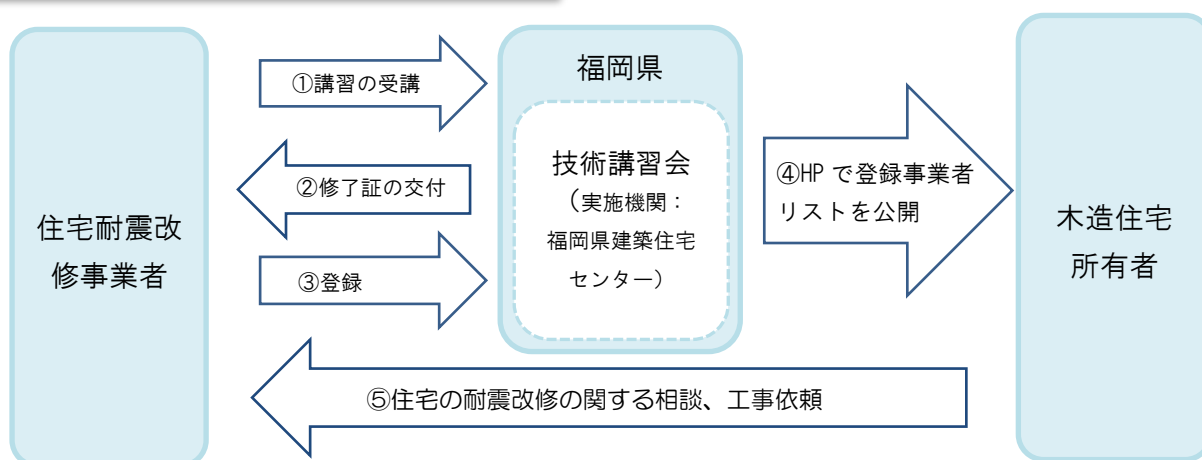 住宅耐震改
修事業者
①講習の受講
②修了証の交付
③登録
福岡県
技術講習会
（実施機関：
福岡県建築住宅
センター）
④HP で登録事業者
リストを公開
木造住宅
所有者
⑤住宅の耐震改修の関する相談、工事依頼